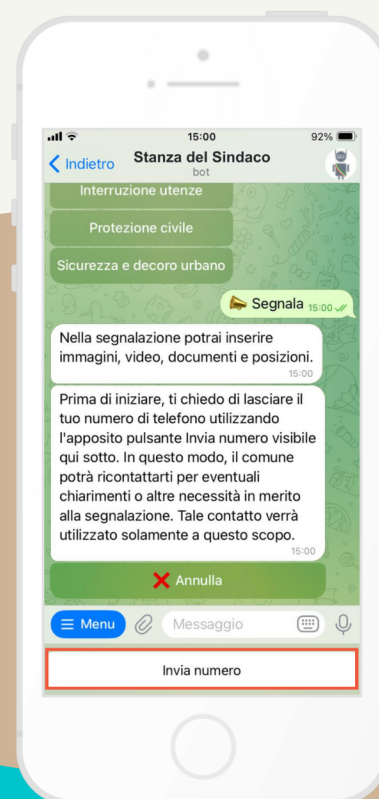 15:00
92%
Indietro
Stanza del Sindaco
bot
Interruzione utenze
Protezione civile
Sicurezza e decoro urbano
Segnala 15:00
Nella segnalazione potrai inserire
immagini, video, documenti e posizioni.
15:00
Prima di iniziare, ti chiedo di lasciare il
tuo numero di telefono utilizzando
l'apposito pulsante Invia numero visibile
qui sotto. In questo modo, il comune
potrà ricontattarti per eventuali
chiarimenti o altre necessità in merito
alla segnalazione. Tale contatto verrà
utilizzato solamente a questo scopo.
15:00
Annulla
Menu
Messaggio
Invia numero